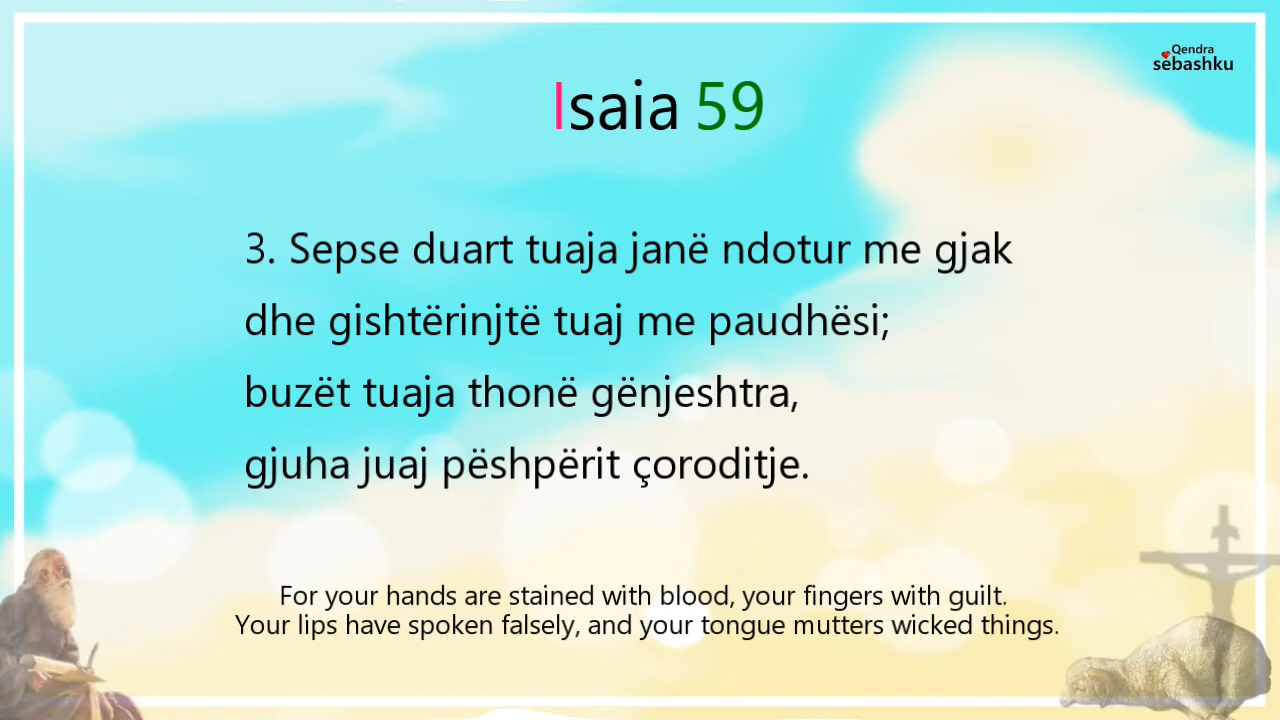 Qendra
sëbashku
Isaia 59
3. Sepse duart tuaja janë ndotur me gjak
dhe gishtërinjtë tuaj me paudhësi;
buzët tuaja thonë gënjeshtra,
gjuha juaj pëshpërit çoroditje.
For your hands are stained with blood, your fingers with guilt.
Your lips have spoken falsely, and your tongue mutters wicked things.